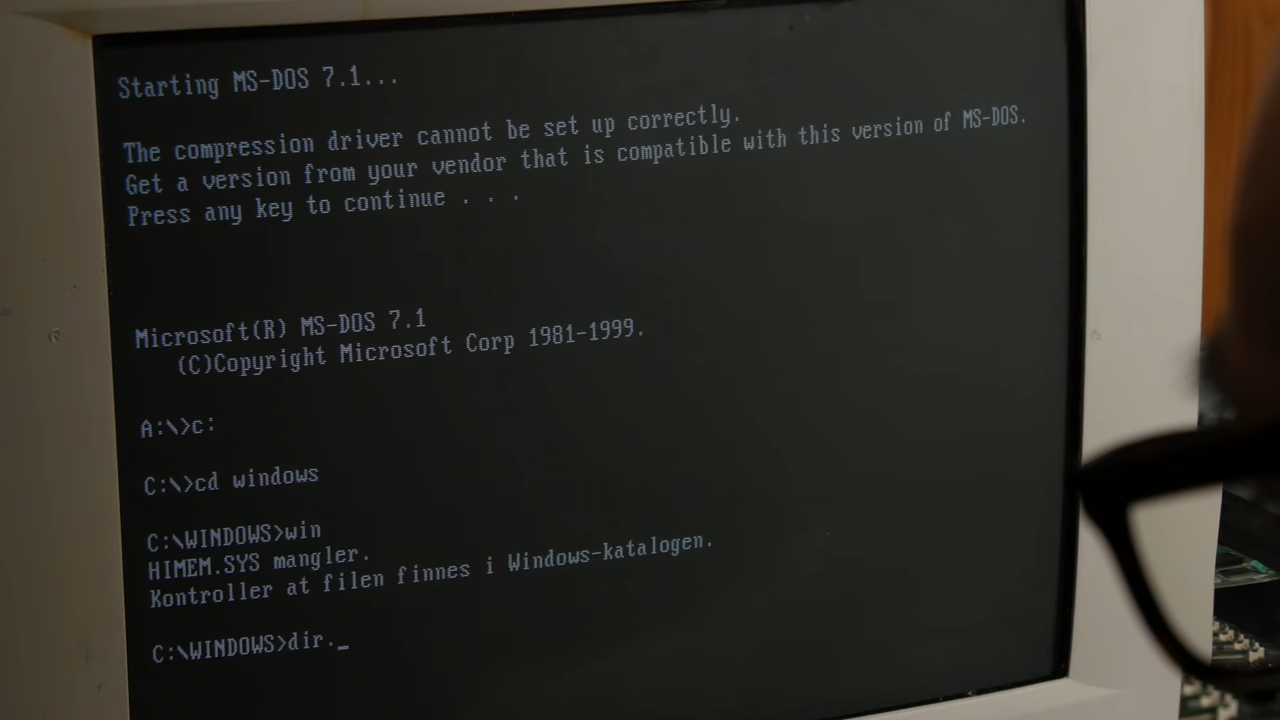 Starting MS-DOS 7.1...
The compression driver cannot be set up correctly.
Get a version from your vendor that is compatible with this version of MS-DOS.
Press any key to continue . . .
Microsoft(R) MS-DOS 7.1
(C)Copyright Microsoft Corp 1981-1999.
A:\>c:
C:\>cd windows
C:\WINDOWS>win
HIMEM.SYS mangler.
Kontroller at filen finnes i Windows-katalogen.
C:\WINDOWS>dir._